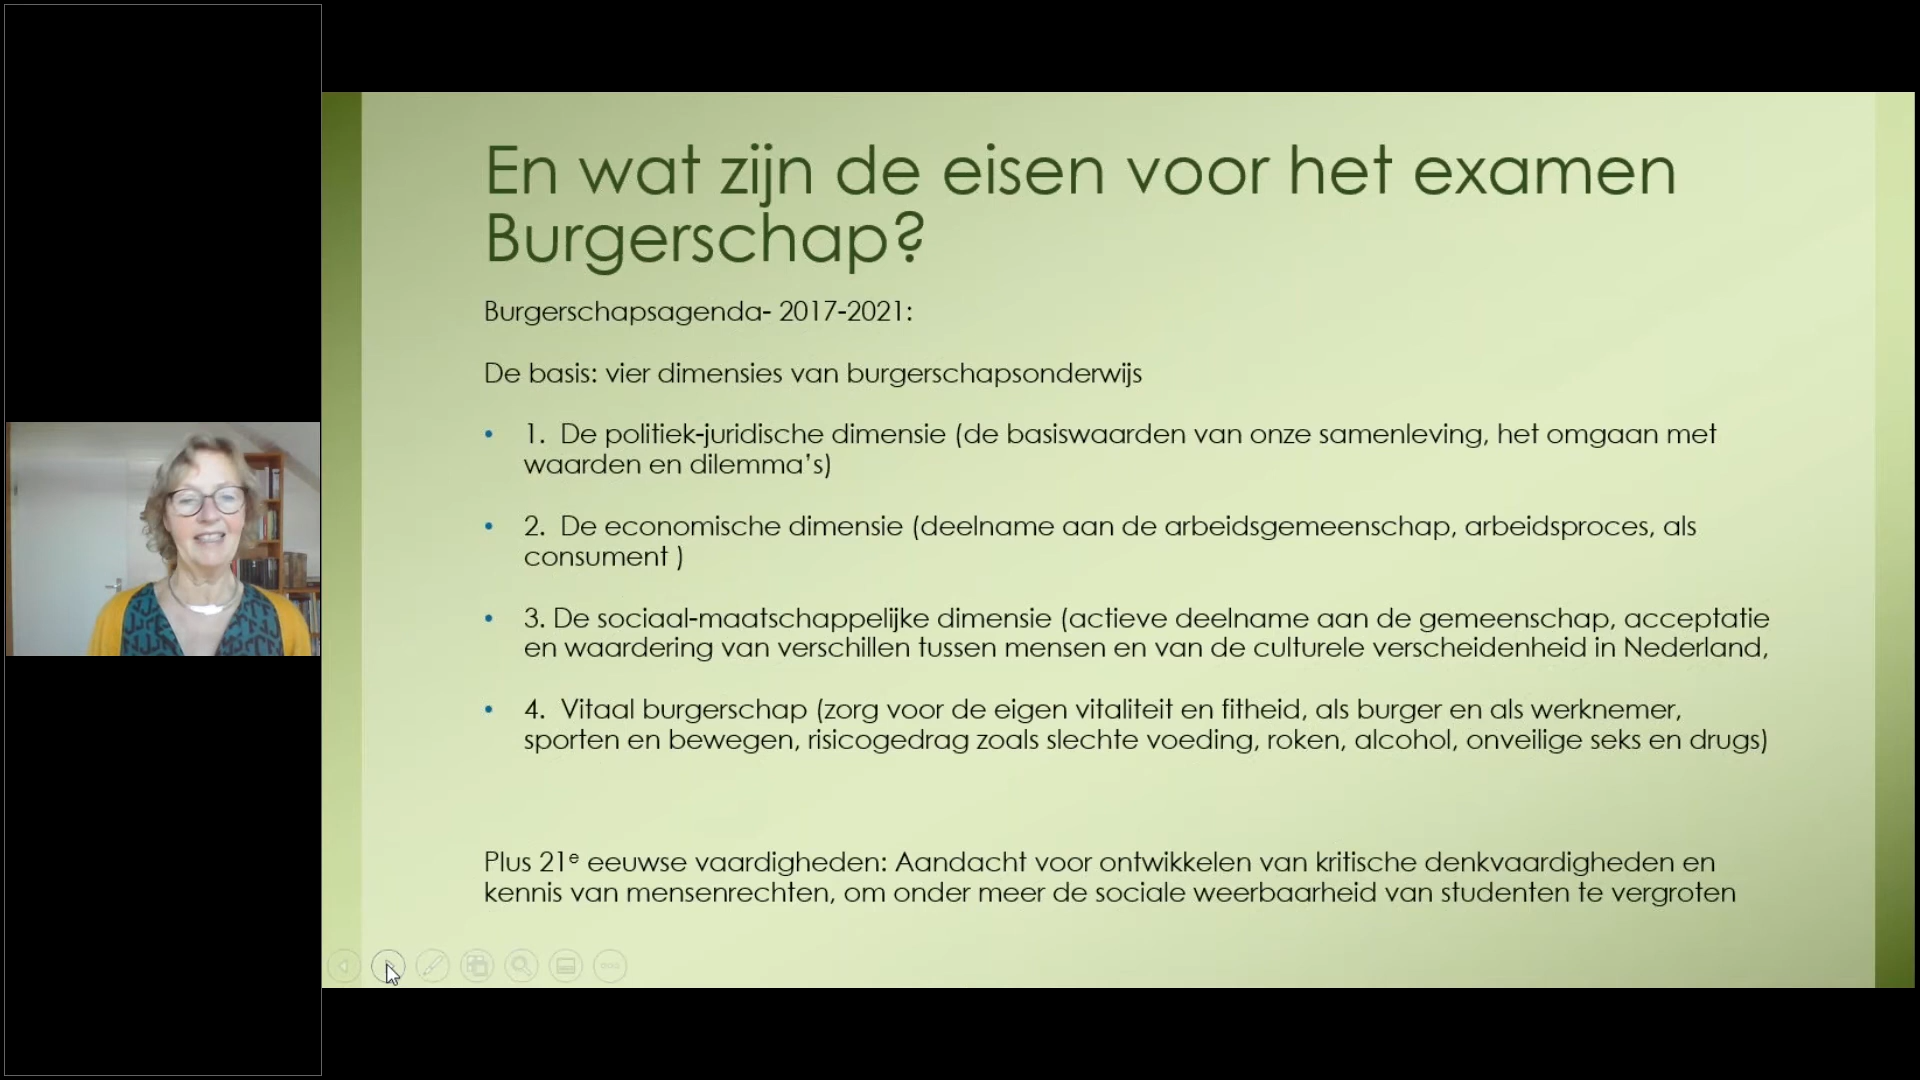 En wat zijn de eisen voor het examen
Burgerschap?
Burgerschapsagenda- 2017-2021:
De basis: vier dimensies van burgerschapsonderwijs
• 1. De politiek-juridische dimensie (de basiswaarden van onze samenleving, het omgaan met
waarden en dilemma's)
• 2. De economische dimensie (deelname aan de arbeidsgemeenschap, arbeidsproces, als
consument )
• 3. De sociaal-maatschappelijke dimensie (actieve deelname aan de gemeenschap, acceptatie
en waardering van verschillen tussen mensen en van de culturele verscheidenheid in Nederland,
• 4. Vitaal burgerschap (zorg voor de eigen vitaliteit en fitheid, als burger en als werknemer,
sporten en bewegen, risicogedrag zoals slechte voeding, roken, alcohol, onveilige seks en drugs)
Plus 21e eeuwse vaardigheden: Aandacht voor ontwikkelen van kritische denkvaardigheden en
kennis van mensenrechten, om onder meer de sociale weerbaarheid van studenten te vergroten